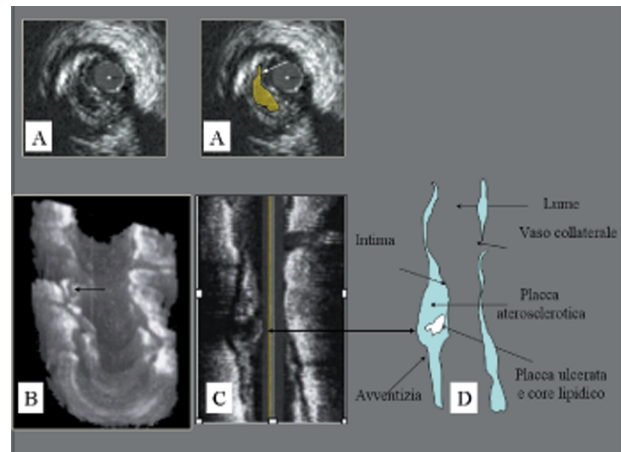 A
A
Lume
Vaso collaterale
Intima
Placca
aterosclerotica
Placca ulcerata
e core lipidico
Avventizia
B
C
D